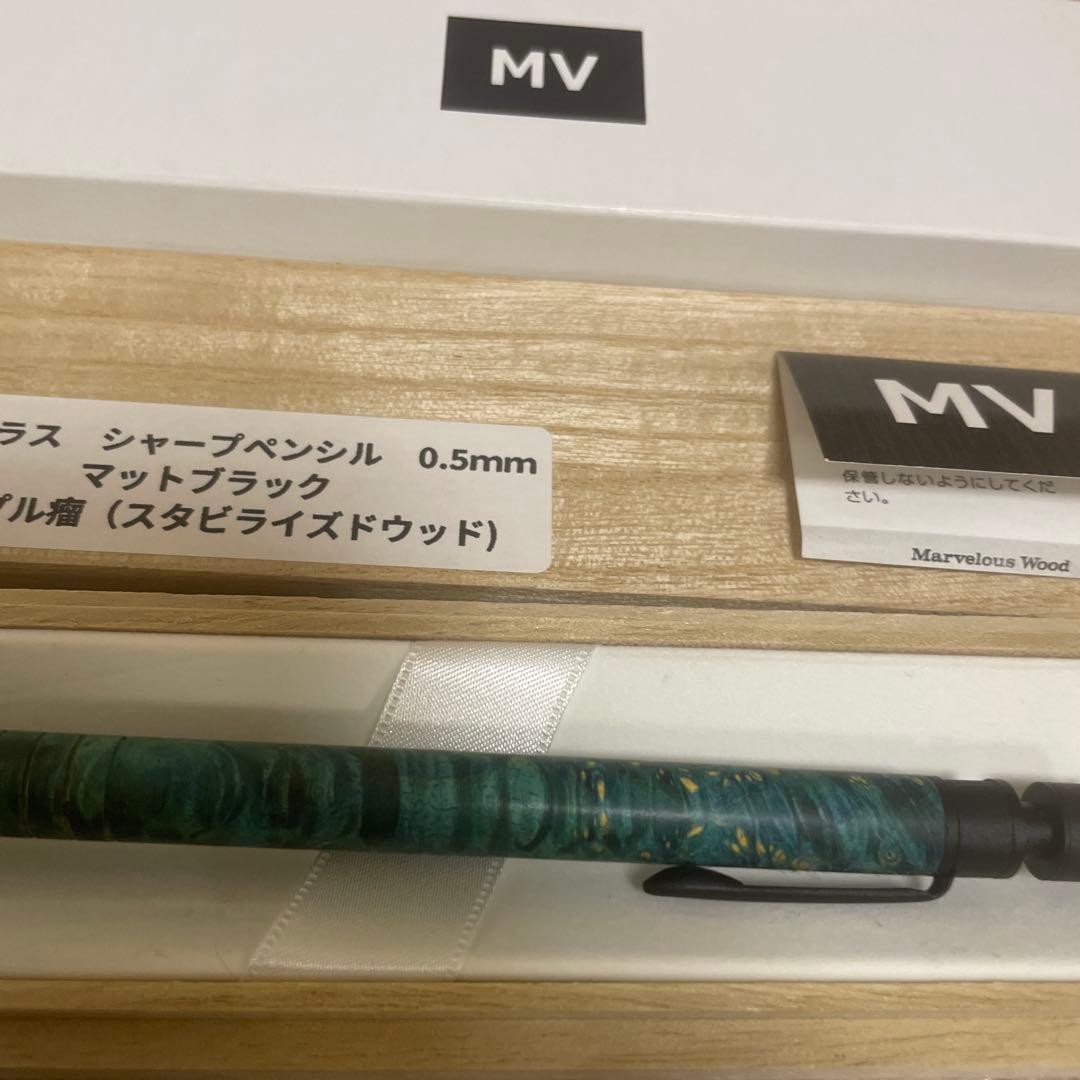 MV
ラス シャープペンシル 0.5mm
マットブラック
プル瘤（スタビライズドウッド)
MV
保管しないようにしてくだ
さい。
Marvelous Wood